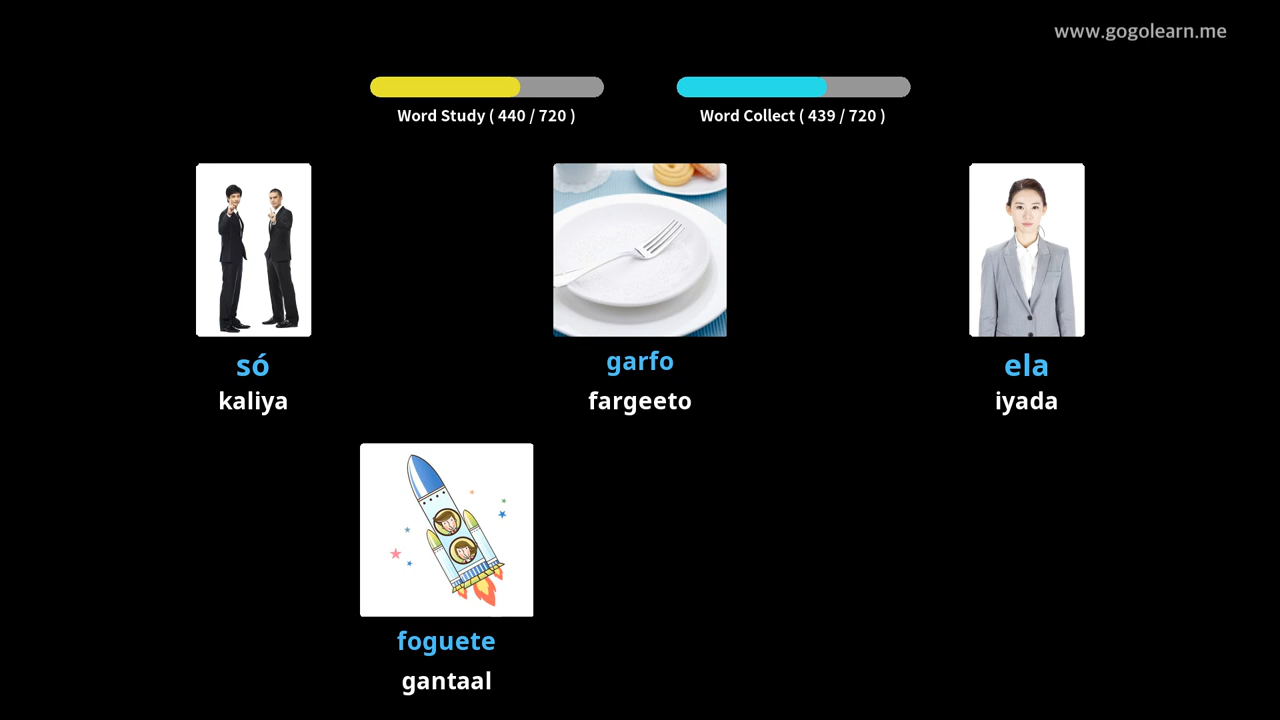 www.gogolearn.me
Word Study ( 440 / 720 )
Word Collect ( 439 / 720 )
só
kaliya
garfo
fargeeto
ela
iyada
foguete
gantaal